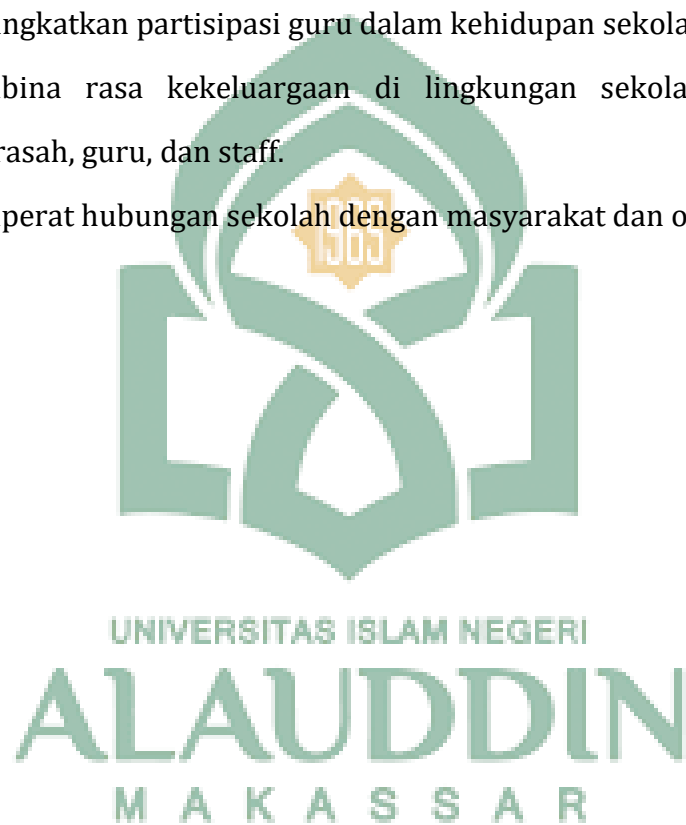 ingkatkan partisipasi guru dalam kehidupan sekola
bina rasa kekeluargaan di lingkungan sekola
rasah, guru, dan staff.
perat hubungan sekolah dengan masyarakat dan o
1965
UNIVERSITAS ISLAM NEGERI
ALAUDDIN
MAKASSAR